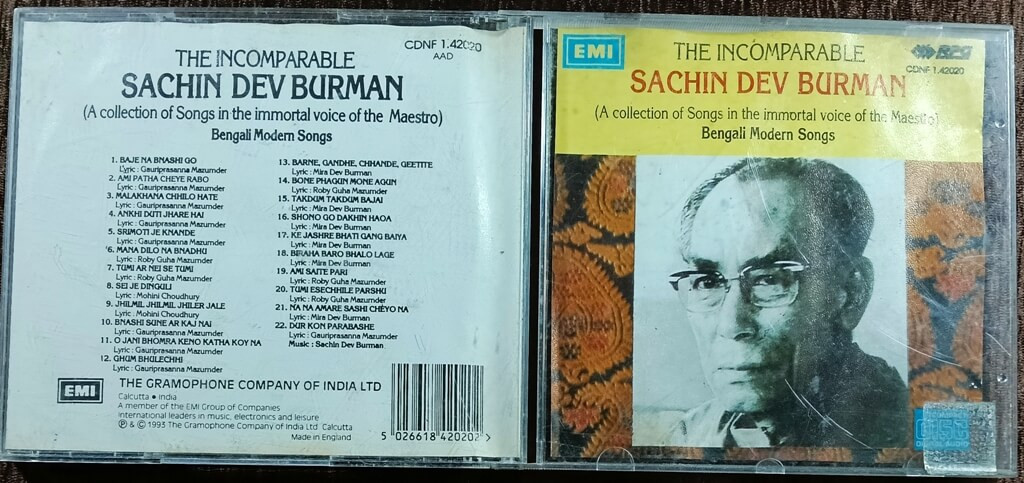 THE INCOMPARABLE
CDNF 1.42020
AAD
SACHIN DEV BURMAN
(A collection of Songs in the immortal voice of the Maestro)
Bengali Modern Songs
1. BAJE NA BNASHI GO
Lyric : Gauriprasanna Mazumder
2. AMI PATHA CHEYE RABO
Lyric : Gauriprasanna Mazumder
3. MALAKHANA CHHILO HATE
Lyric : Gauriprasanna Mazumder
4. ANKHI DUTI JHARE HAI
Lyric : Gauriprasanna Mazumder
5. SRIMOTI JE KNANDE
Lyric : Gauriprasanna Mazumder
6. MANA DILO NA BNADHU
Lyric : Roby Guha Mazumder
7. TUMI AR NEI SE TUMI
Lyric : Roby Guha Mazumder
8. SEI JE DINGULI
Lyric : Mohini Choudhury
9. JHILMIL JHILMIL JHILER JALE
Lyric : Mohini Choudhury
10. BNASHI SUNE AR KAJ NAI
Lyric : Gauriprasanna Mazumder
11. O JANI BHOMRA KENO KATHA KOY NA
Lyric : Gauriprasanna Mazumder
12. GHUM BHULECHHI
Lyric : Gauriprasanna Mazumder
13. BARNE, GANDHE, CHHANDE, GEETITE
Lyric : Mira Dev Burman
14. BONE PHAGUN MONE AGUN
Lyric : Roby Guha Mazumder
15. TAKDUM TAKDUM BAJAI
Lyric : Mira Dev Burman
16. SHONO GO DAKHIN HAOA
Lyric : Mira Dev Burman
17. KE JASHRE BHATI GANG BAIYA
Lyric : Mira Dev Burman
18. BIRAHA BARO BHALO LAGE
Lyric : Mira Dev Burman
19. AMI SAITE PARI
Lyric : Roby Guha Mazumder
20. TUMI ESECHHILE PARSHU
Lyric : Roby Guha Mazumder
21. NA NA AMARE SASHI CHEYO NA
Lyric : Mira Dev Burman
22. DUR KON PARABASHE
Lyric : Gauriprasanna Mazumder
Music : Sachin Dev Burman
EMI
THE GRAMOPHONE COMPANY OF INDIA LTD
Calcutta • India
A member of the EMI Group of Companies
International leaders in music, electronics and leisure
℗ & © 1993 The Gramophone Company of India Ltd. Calcutta
Made in England
5 026618 420202 >
EMI
THE INCOMPARABLE
RPG
CDNF 1.42020
SACHIN DEV BURMAN
(A collection of Songs in the immortal voice of the Maestro)
Bengali Modern Songs